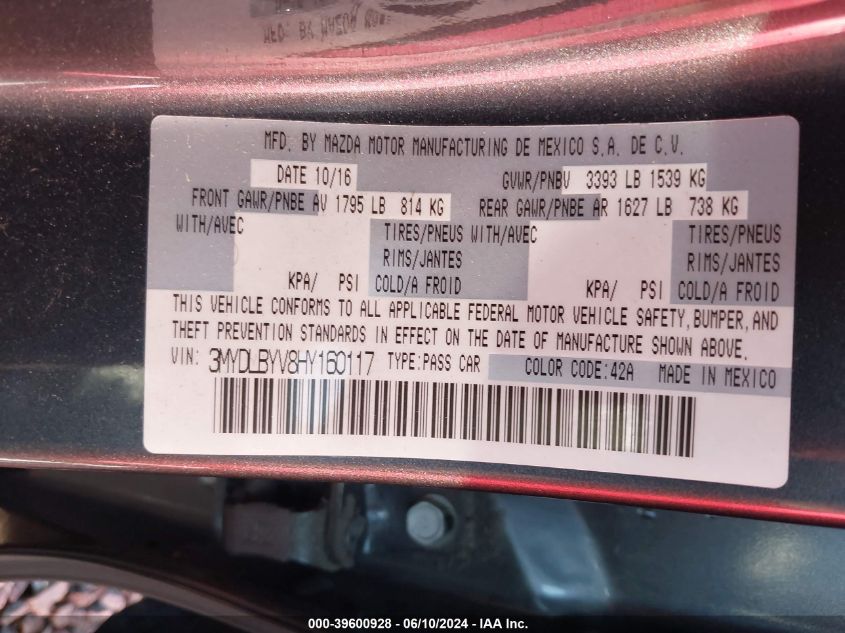 MFD. BY MAZDA MOTOR MANUFACTURING DE MEXICO S.A. DE C.V.
DATE 10/16 GVWR/PNBV 3393 LB 1539 KG
FRONT GAWR/PNBE AV 1795 LB 814 KG REAR GAWR/PNBE AR 1627 LB 738 KG
WITH/AVEC TIRES/PNEUS WITH/AVEC TIRES/PNEUS
RIMS/JANTES RIMS/JANTES
KPA/ PSI COLD/A FROID KPA/ PSI COLD/A FROID
THIS VEHICLE CONFORMS TO ALL APPLICABLE FEDERAL MOTOR VEHICLE SAFETY, BUMPER, AND
THEFT PREVENTION STANDARDS IN EFFECT ON THE DATE OF MANUFACTURE SHOWN ABOVE.
VIN: 3MYDLBYV8HY160117 TYPE:PASS CAR COLOR CODE:42A MADE IN MEXICO
000-39600928 - 06/10/2024 - IAA Inc.